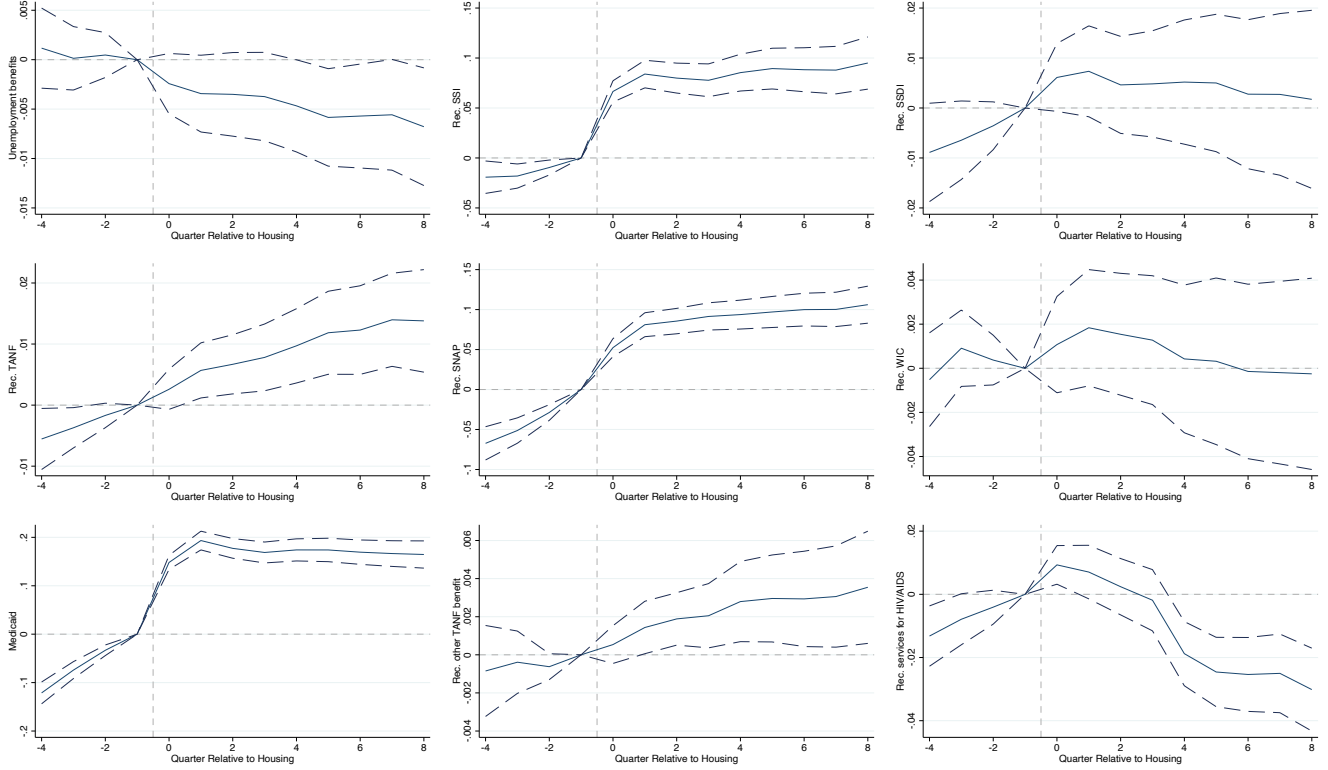 Unemployment benefits
.005
0
-.005
-.01
-.015
-4 -2 0 2 4 6 8
Quarter Relative to Housing
Rec. SSI
.15
.1
.05
0
-.05
-4 -2 0 2 4 6 8
Quarter Relative to Housing
Rec. SSDI
.02
.01
0
-.01
-.02
-4 -2 0 2 4 6 8
Quarter Relative to Housing
Rec. TANF
.02
.01
0
-.01
-4 -2 0 2 4 6 8
Quarter Relative to Housing
Rec. SNAP
.15
.1
.05
0
-.05
-.1
-4 -2 0 2 4 6 8
Quarter Relative to Housing
Rec. WIC
.004
.002
0
-.002
-.004
-4 -2 0 2 4 6 8
Quarter Relative to Housing
Medicaid
.2
.1
0
-.1
-.2
-4 -2 0 2 4 6 8
Quarter Relative to Housing
Rec. other TANF benefit
.006
.004
.002
0
-.002
-.004
-4 -2 0 2 4 6 8
Quarter Relative to Housing
Rec. services for HIV/AIDS
.02
0
-.02
-.04
-4 -2 0 2 4 6 8
Quarter Relative to Housing